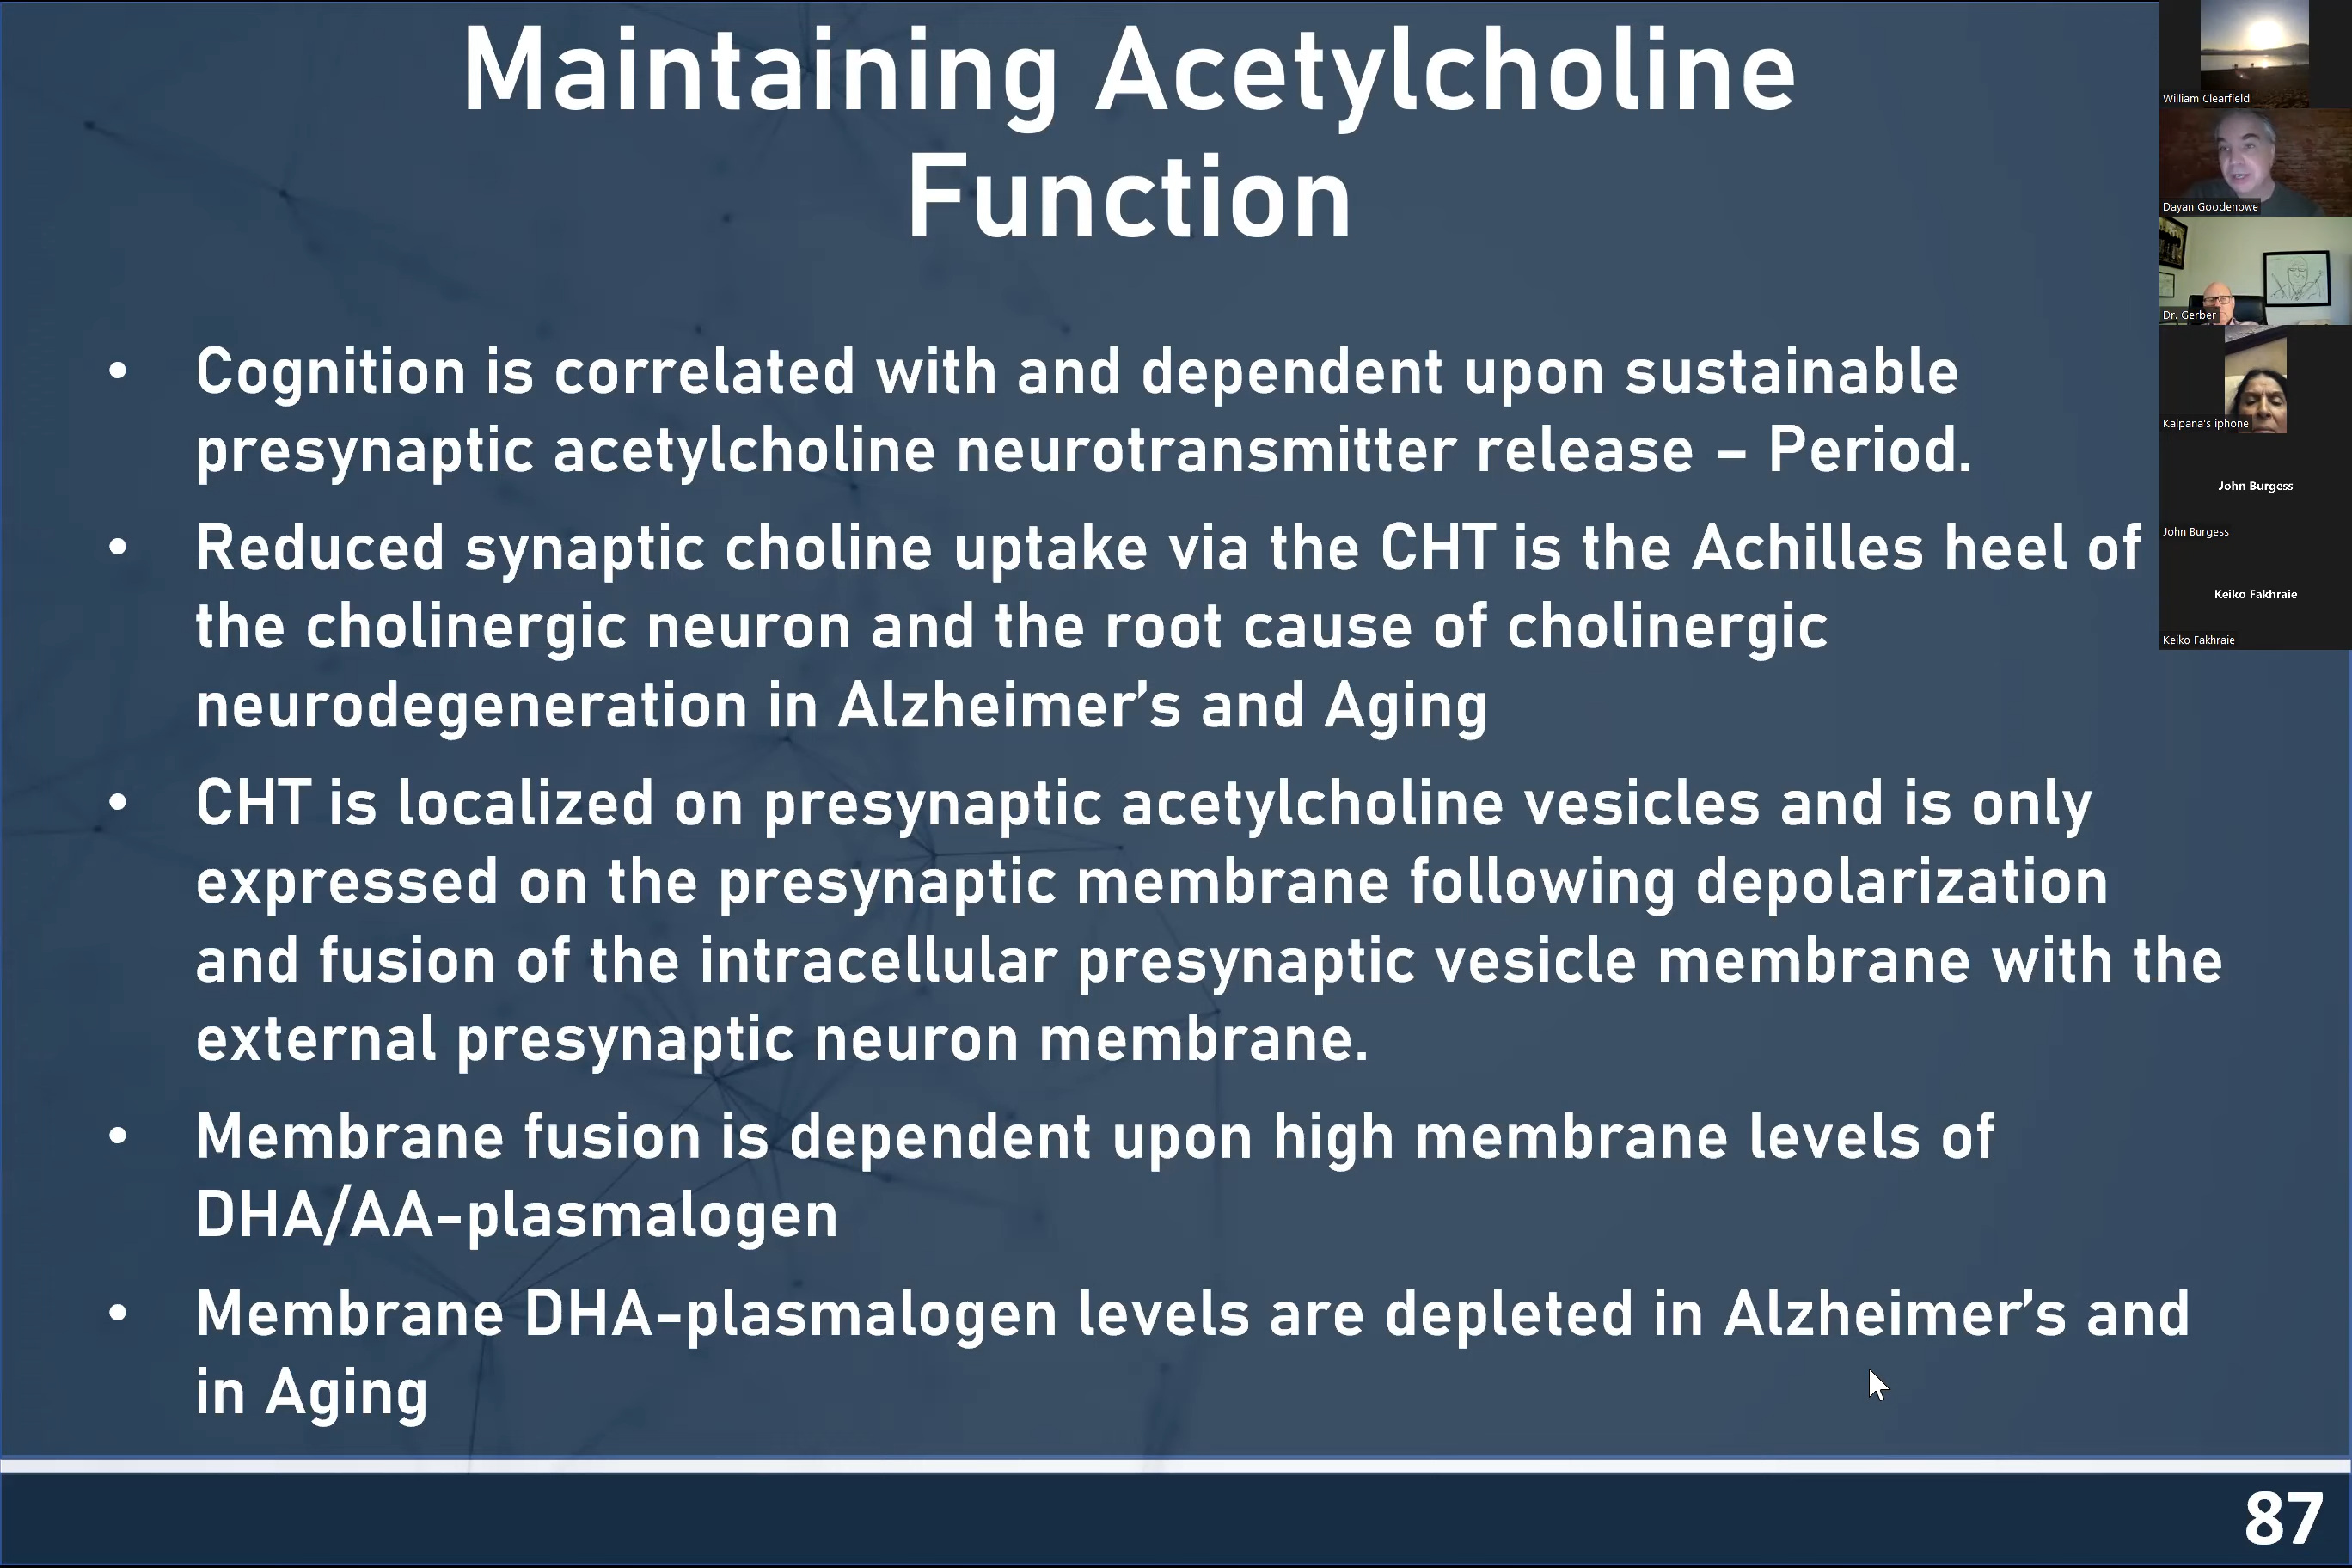 Maintaining Acetylcholine
Function
• Cognition is correlated with and dependent upon sustainable
presynaptic acetylcholine neurotransmitter release – Period.
• Reduced synaptic choline uptake via the CHT is the Achilles heel of
the cholinergic neuron and the root cause of cholinergic
neurodegeneration in Alzheimer’s and Aging
• CHT is localized on presynaptic acetylcholine vesicles and is only
expressed on the presynaptic membrane following depolarization
and fusion of the intracellular presynaptic vesicle membrane with the
external presynaptic neuron membrane.
• Membrane fusion is dependent upon high membrane levels of
DHA/AA-plasmalogen
• Membrane DHA-plasmalogen levels are depleted in Alzheimer’s and
in Aging
87
William Clearfield
Dayan Goodenowe
Dr. Gerber
Kalpana's iphone
John Burgess
John Burgess
Keiko Fakhraie
Keiko Fakhraie